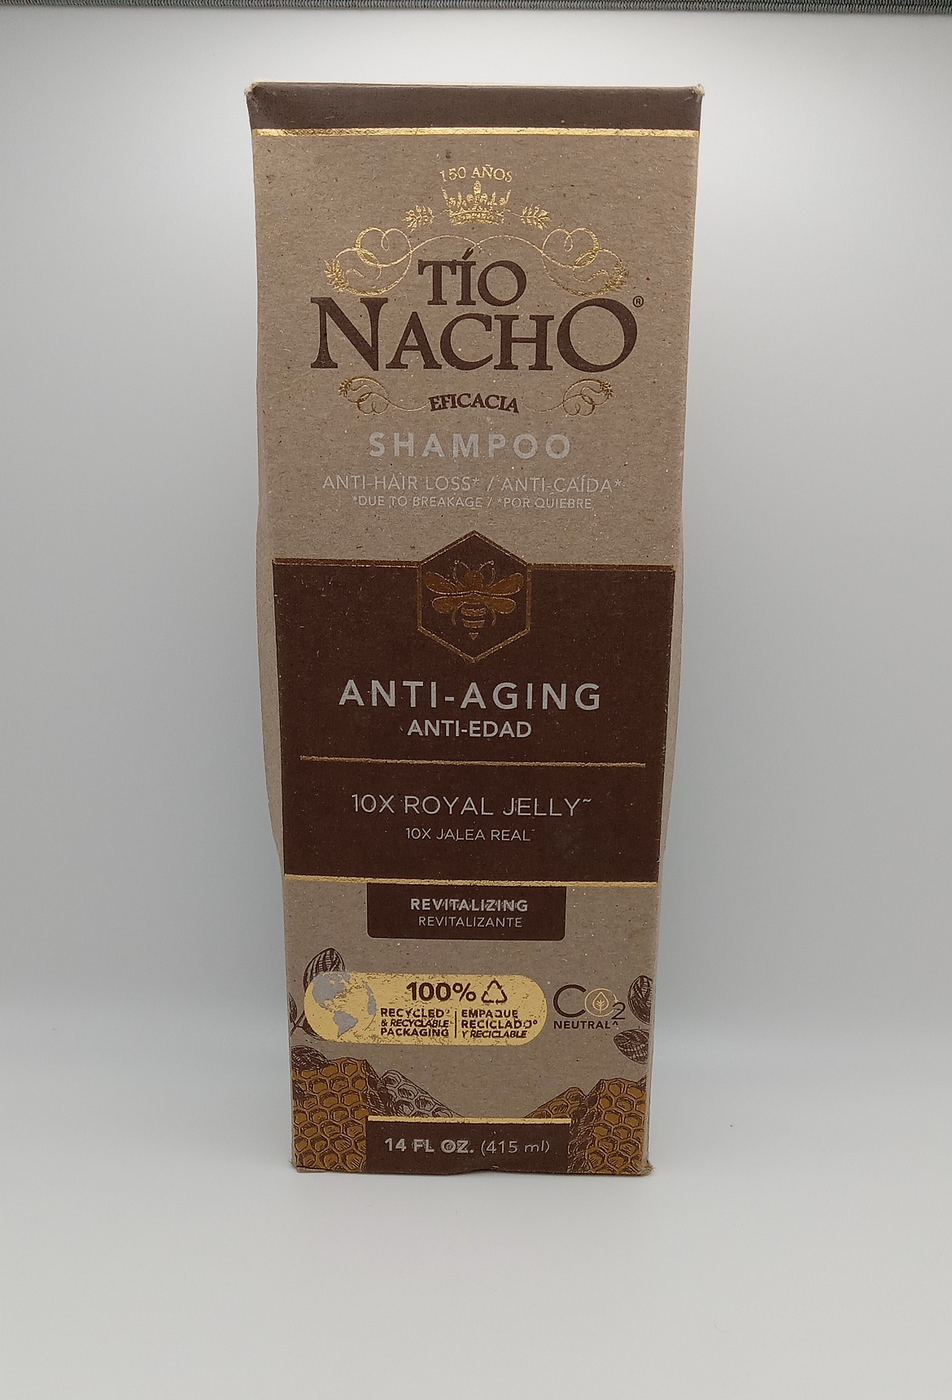 150 AÑOS
TÍO
NACHO®
EFICACIA
SHAMPOO
ANTI-HAIR LOSS* / ANTI-CAÍDA*
*DUE TO BREAKAGE / *POR QUIEBRE
ANTI-AGING
ANTI-EDAD
10X ROYAL JELLY~
10X JALEA REAL~
REVITALIZING
REVITALIZANTE
100%
RECYCLED°
& RECYCLABLE
PACKAGING
EMPAQUE
RECICLADO°
Y RECICLABLE
CO2
NEUTRAL^
14 FL OZ. (415 ml)